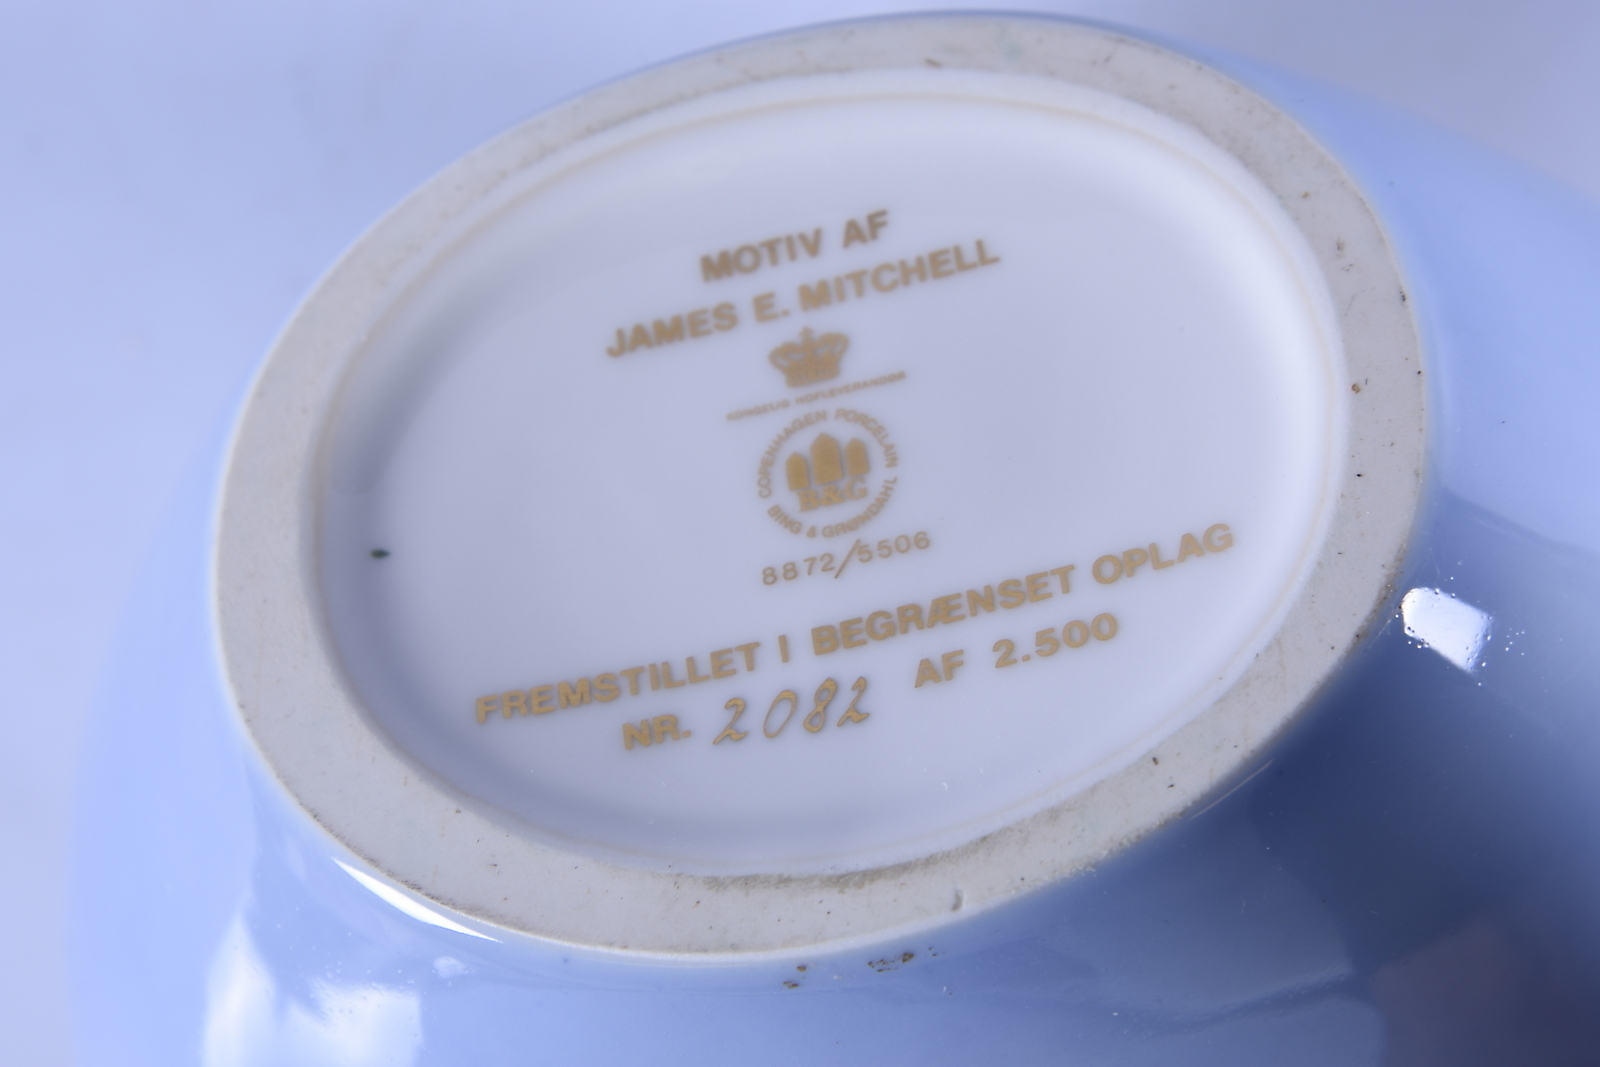 MOTIV AF
JAMES E. MITCHELL
KONGELIG HOFLEVERANDØR
COPENHAGEN PORCELAIN
B&G
BING & GRØNDAHL
8872/5506
FREMSTILLET I BEGRÆNSET OPLAG
NR. 2082 AF 2.500